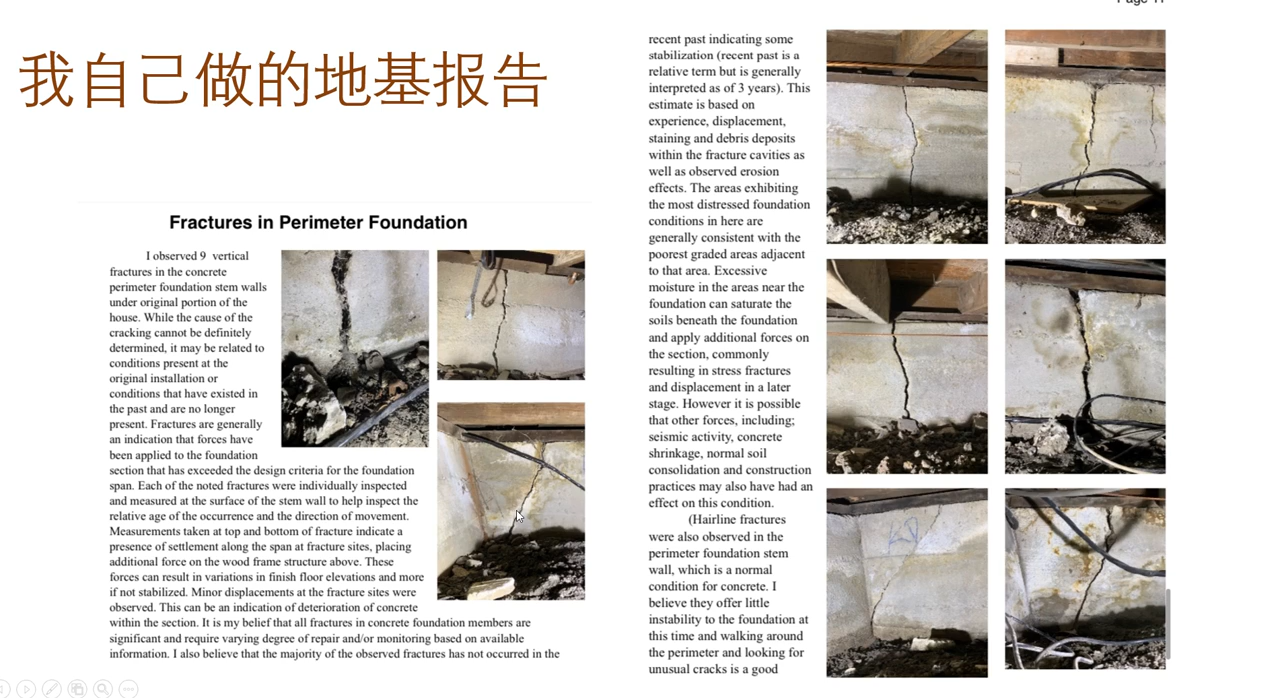 我自己做的地基报告
Fractures in Perimeter Foundation
I observed 9 vertical
fractures in the concrete
perimeter foundation stem walls
under original portion of the
house. While the cause of the
cracking cannot be definitely
determined, it may be related to
conditions present at the
original installation or
conditions that have existed in
the past and are no longer
present. Fractures are generally
an indication that forces have
been applied to the foundation
section that has exceeded the design criteria for the foundation
span. Each of the noted fractures were individually inspected
and measured at the surface of the stem wall to help inspect the
relative age of the occurrence and the direction of movement.
Measurements taken at top and bottom of fracture indicate a
presence of settlement along the span at fracture sites, placing
additional force on the wood frame structure above. These
forces can result in variations in finish floor elevations and more
if not stabilized. Minor displacements at the fracture sites were
observed. This can be an indication of deterioration of concrete
within the section. It is my belief that all fractures in concrete foundation members are
significant and require varying degree of repair and/or monitoring based on available
information. I also believe that the majority of the observed fractures has not occurred in the
recent past indicating some
stabilization (recent past is a
relative term but is generally
interpreted as of 3 years). This
estimate is based on
experience, displacement,
staining and debris deposits
within the fracture cavities as
well as observed erosion
effects. The areas exhibiting
the most distressed foundation
conditions in here are
generally consistent with the
poorest graded areas adjacent
to that area. Excessive
moisture in the areas near the
foundation can saturate the
soils beneath the foundation
and apply additional forces on
the section, commonly
resulting in stress fractures
and displacement in a later
stage. However it is possible
that other forces, including;
seismic activity, concrete
shrinkage, normal soil
consolidation and construction
practices may also have had an
effect on this condition.
(Hairline fractures
were also observed in the
perimeter foundation stem
wall, which is a normal
condition for concrete. I
believe they offer little
instability to the foundation at
this time and walking around
the perimeter and looking for
unusual cracks is a good